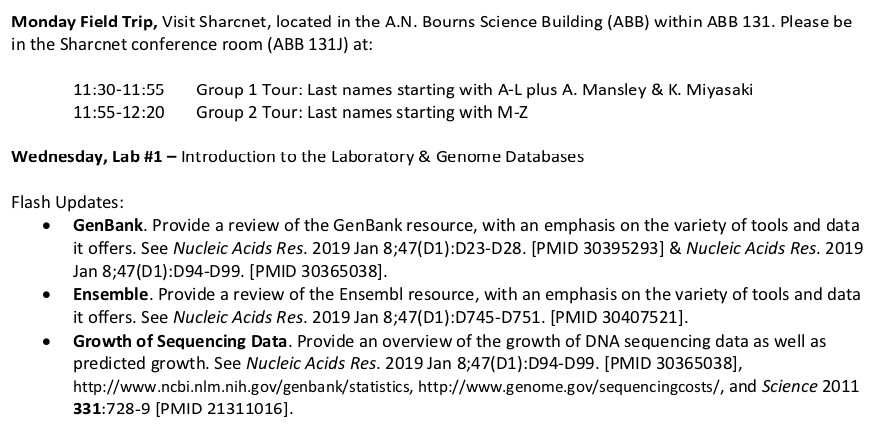 Monday Field Trip, Visit Sharcnet, located in the A.N. Bourns Science Building (ABB) within ABB 131. Please be
in the Sharcnet conference room (ABB 131J) at:
11:30-11:55 Group 1 Tour: Last names starting with A-L plus A. Mansley & K. Miyasaki
11:55-12:20 Group 2 Tour: Last names starting with M-Z
Wednesday, Lab #1 – Introduction to the Laboratory & Genome Databases
Flash Updates:
• GenBank. Provide a review of the GenBank resource, with an emphasis on the variety of tools and data
it offers. See Nucleic Acids Res. 2019 Jan 8;47(D1):D23-D28. [PMID 30395293] & Nucleic Acids Res. 2019
Jan 8;47(D1):D94-D99. [PMID 30365038].
• Ensemble. Provide a review of the Ensembl resource, with an emphasis on the variety of tools and data
it offers. See Nucleic Acids Res. 2019 Jan 8;47(D1):D745-D751. [PMID 30407521].
• Growth of Sequencing Data. Provide an overview of the growth of DNA sequencing data as well as
predicted growth. See Nucleic Acids Res. 2019 Jan 8;47(D1):D94-D99. [PMID 30365038],
http://www.ncbi.nlm.nih.gov/genbank/statistics, http://www.genome.gov/sequencingcosts/, and Science 2011
331:728-9 [PMID 21311016].